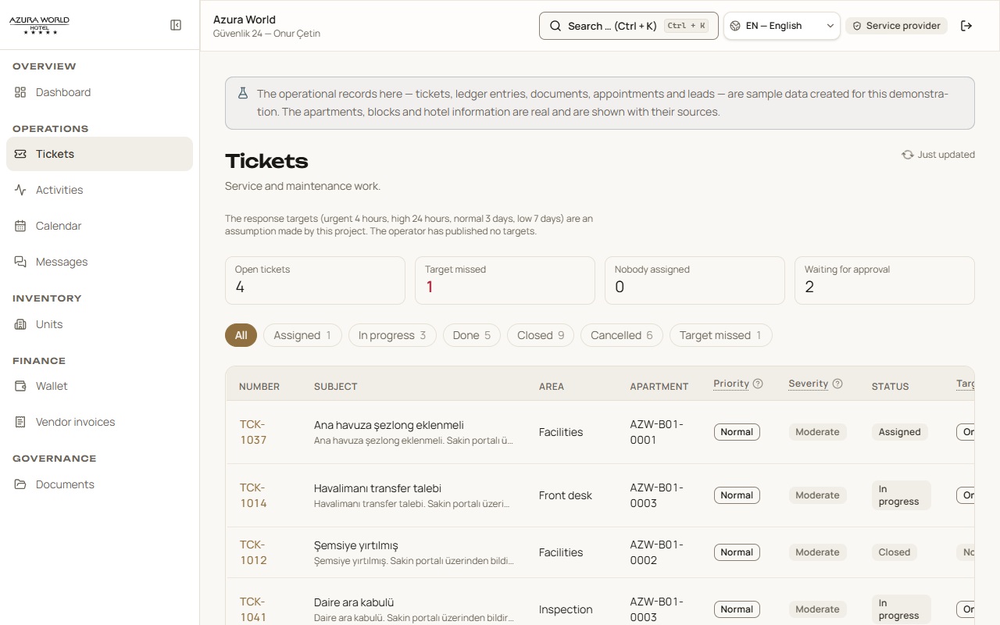 AZURA WORLD
HOTEL
OVERVIEW
Dashboard
OPERATIONS
Tickets
Activities
Calendar
Messages
INVENTORY
Units
FINANCE
Wallet
Vendor invoices
GOVERNANCE
Documents
Azura World
Güvenlik 24 — Onur Çetin
Search ... (Ctrl + K) Ctrl + K
EN — English
Service provider
The operational records here — tickets, ledger entries, documents, appointments and leads — are sample data created for this demonstra-
tion. The apartments, blocks and hotel information are real and are shown with their sources.
Tickets
Just updated
Service and maintenance work.
The response targets (urgent 4 hours, high 24 hours, normal 3 days, low 7 days) are an
assumption made by this project. The operator has published no targets.
Open tickets
4
Target missed
1
Nobody assigned
0
Waiting for approval
2
All
Assigned 1
In progress 3
Done 5
Closed 9
Cancelled 6
Target missed 1
NUMBER SUBJECT AREA APARTMENT Priority Severity STATUS Targ
TCK-
1037
Ana havuza şezlong eklenmeli
Ana havuza şezlong eklenmeli. Sakin portalı ü...
Facilities
AZW-B01-
0001
Normal
Moderate
Assigned
On
TCK-
1014
Havalimanı transfer talebi
Havalimanı transfer talebi. Sakin portalı üzeri...
Front desk
AZW-B01-
0003
Normal
Moderate
In
progress
On
TCK-
1012
Şemsiye yırtılmış
Şemsiye yırtılmış. Sakin portalı üzerinden bildi...
Facilities
AZW-B01-
0002
Normal
Moderate
Closed
No
TCK-
1041
Daire ara kabulü
Daire ara kabulü. Sakin portalı üzerinden bildir...
Inspection
AZW-B01-
0003
Normal
Moderate
In
progress
On